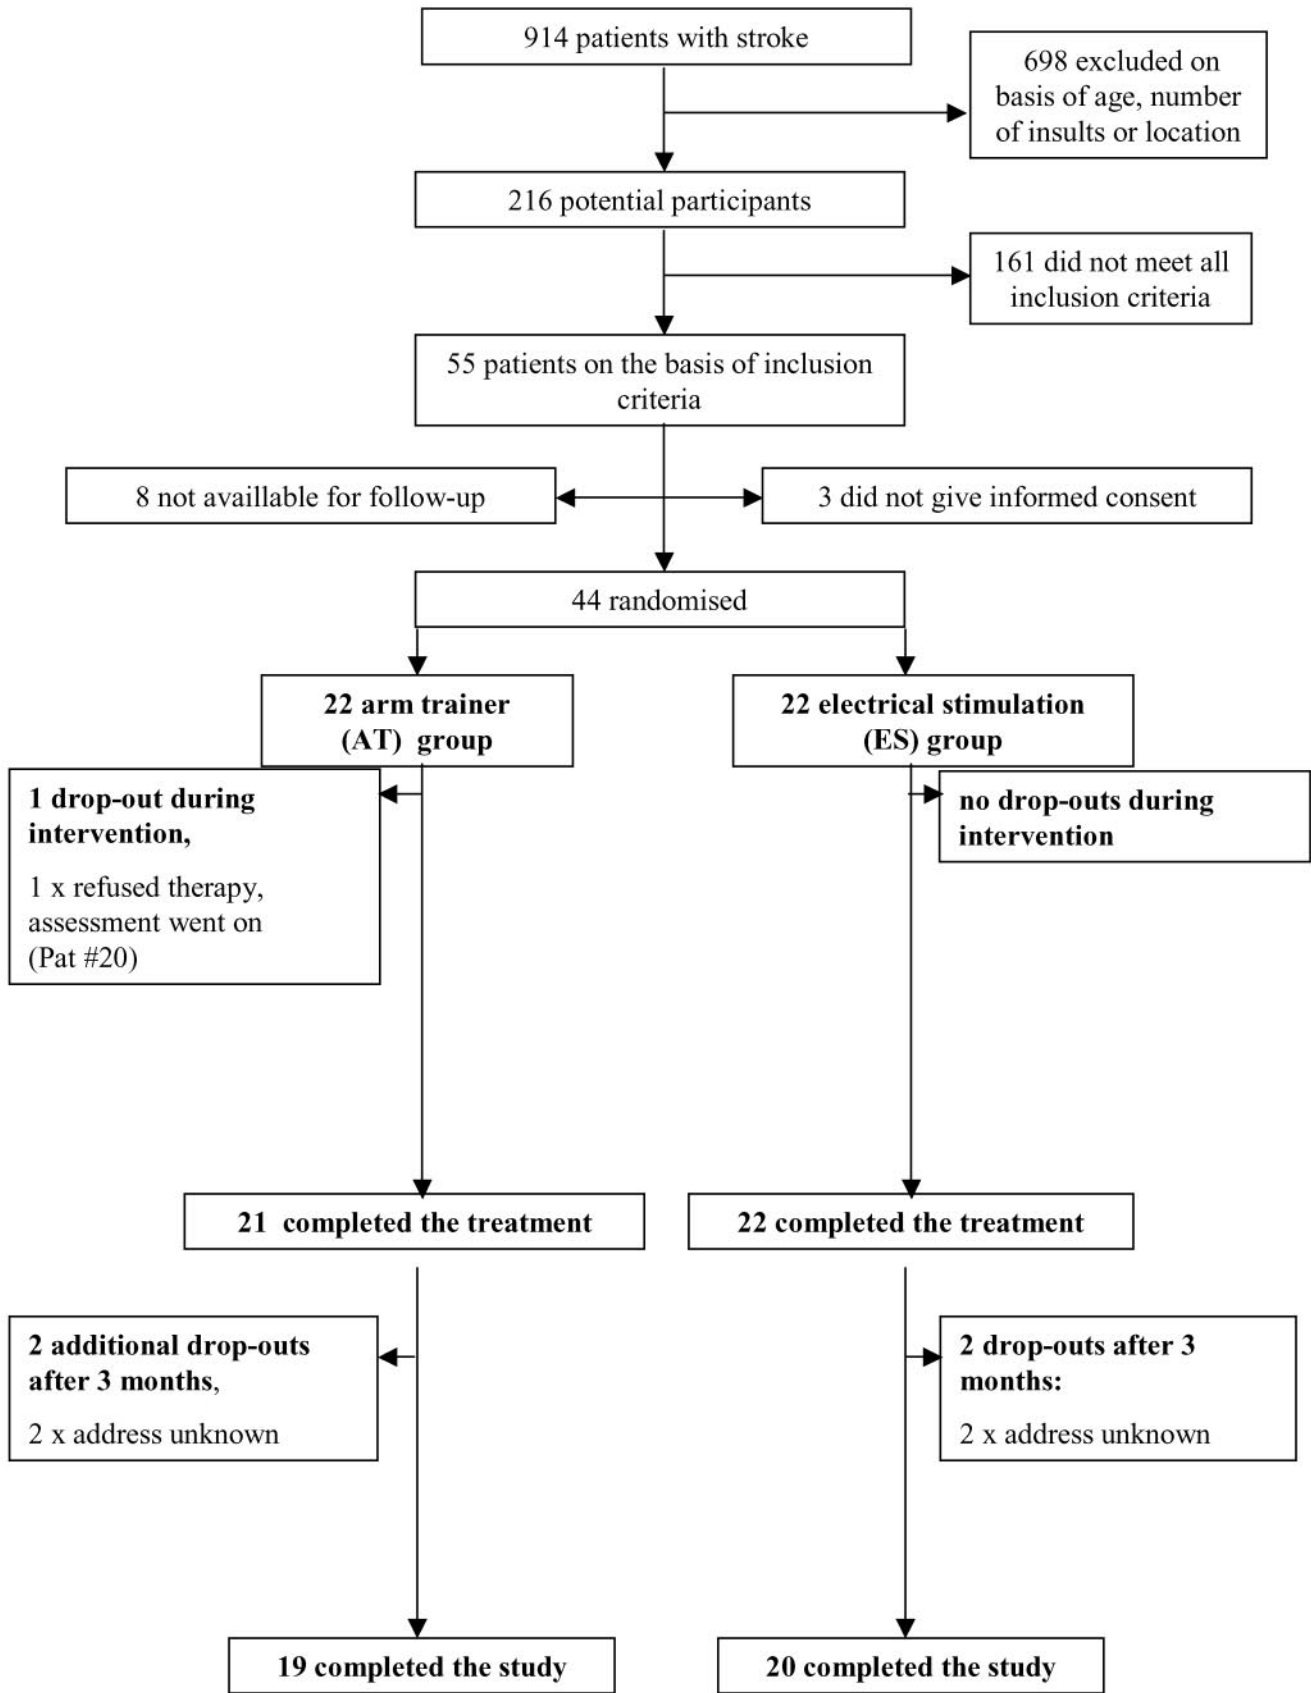 914 patients with stroke
698 excluded on
basis of age, number
of insults or location
216 potential participants
161 did not meet all
inclusion criteria
55 patients on the basis of inclusion
criteria
8 not availlable for follow-up
3 did not give informed consent
44 randomised
22 arm trainer
(AT) group
22 electrical stimulation
(ES) group
1 drop-out during
intervention,
1 x refused therapy,
assessment went on
(Pat #20)
no drop-outs during
intervention
21 completed the treatment
22 completed the treatment
2 additional drop-outs
after 3 months,
2 x address unknown
2 drop-outs after 3
months:
2 x address unknown
19 completed the study
20 completed the study